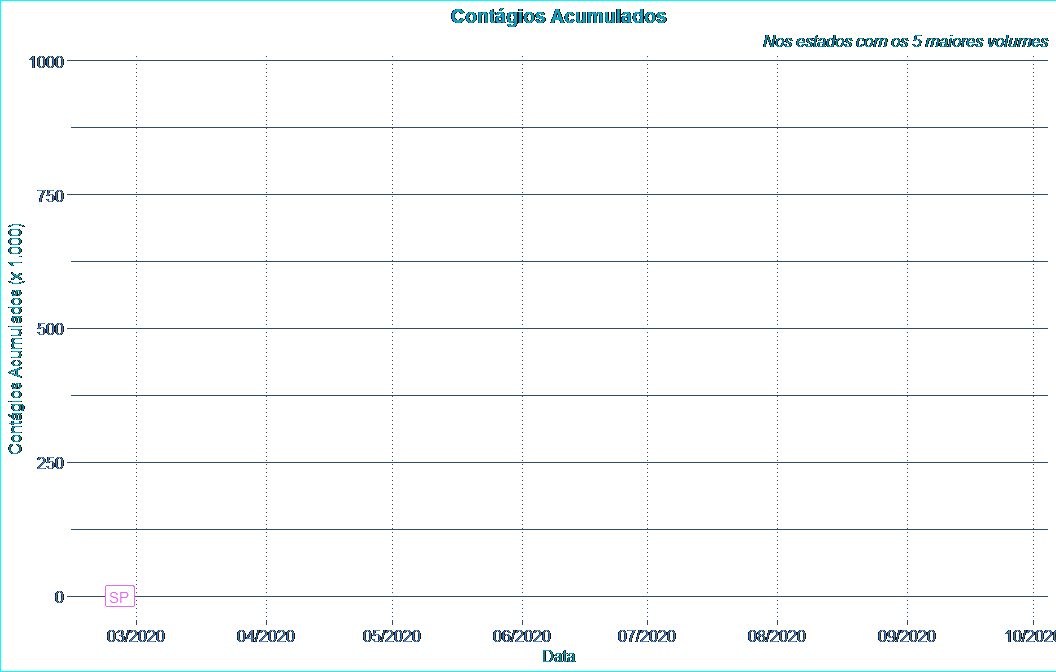 Contágios Acumulados
Nos estados com os 5 maiores volumes
Contágios Acumulados (x 1.000)
1000
750
500
250
0
SP
03/2020 04/2020 05/2020 06/2020 07/2020 08/2020 09/2020 10/2020
Data